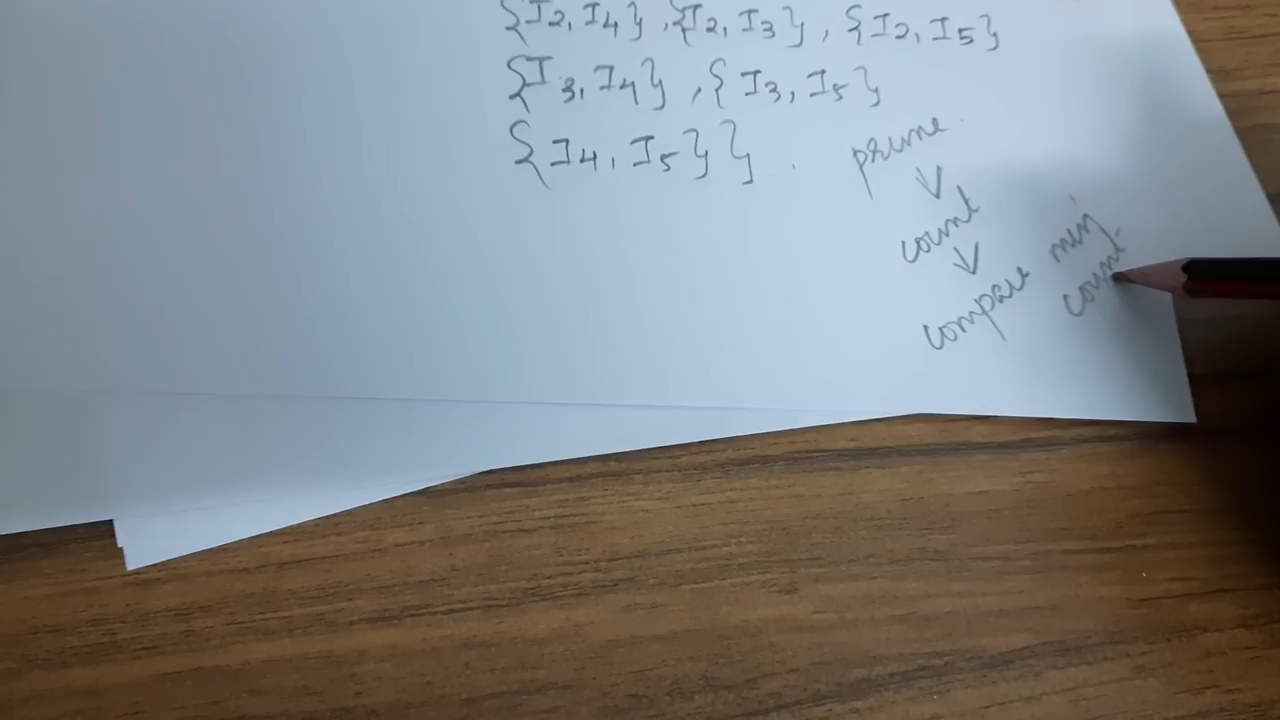 {I2, I4} , {I2, I3} , {I2, I5}
{I3, I4} , {I3, I5}
{I4, I5} } .
prune.
↓
count
↓
compare min
count